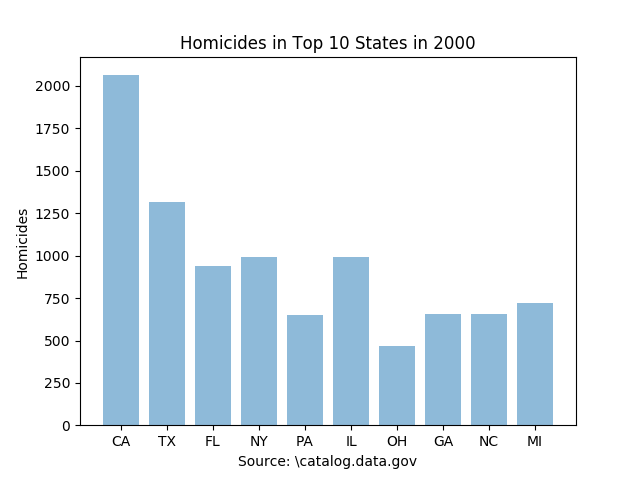 Homicides in Top 10 States in 2000
2000
1750
1500
1250
1000
750
500
250
0
Homicides
CA TX FL NY PA IL OH GA NC MI
Source: \catalog.data.gov